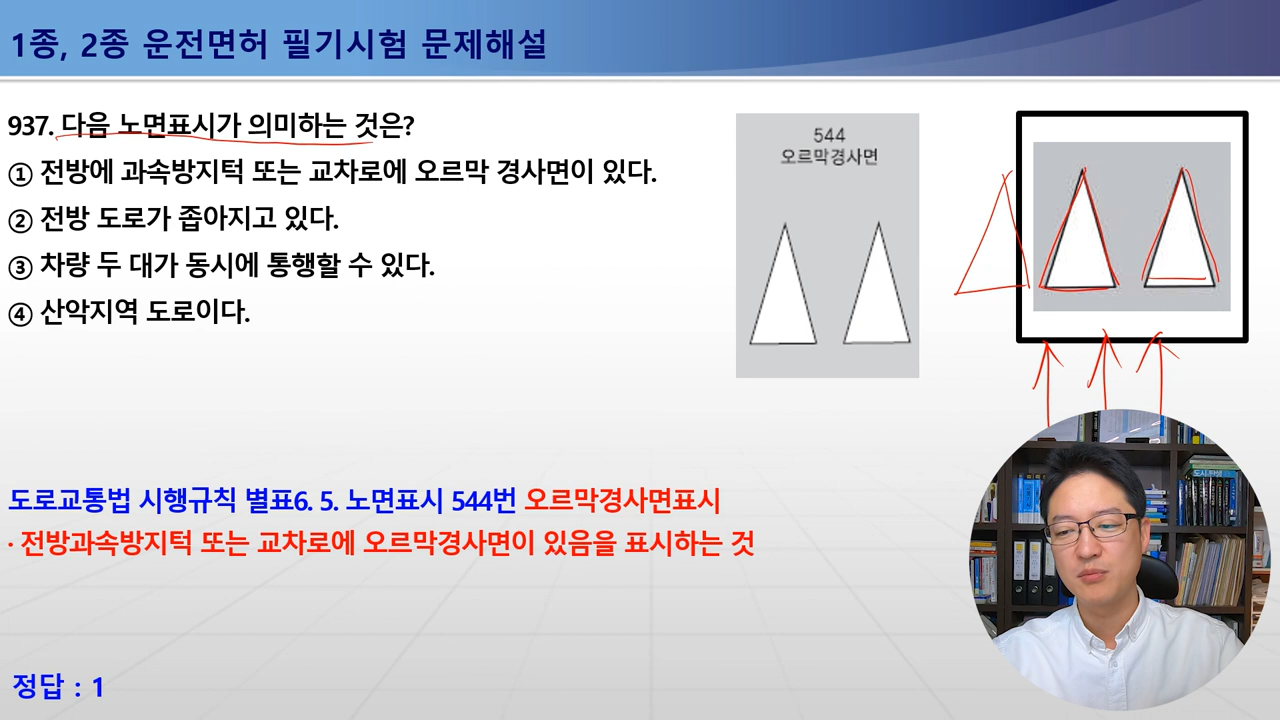 1종, 2종 운전면허 필기시험 문제해설
937. 다음 노면표시가 의미하는 것은?
① 전방에 과속방지턱 또는 교차로에 오르막 경사면이 있다.
② 전방 도로가 좁아지고 있다.
③ 차량 두 대가 동시에 통행할 수 있다.
④ 산악지역 도로이다.
544
오르막경사면
도로교통법 시행규칙 별표6. 5. 노면표시 544번 오르막경사면표시
· 전방과속방지턱 또는 교차로에 오르막경사면이 있음을 표시하는 것
정답 : 1